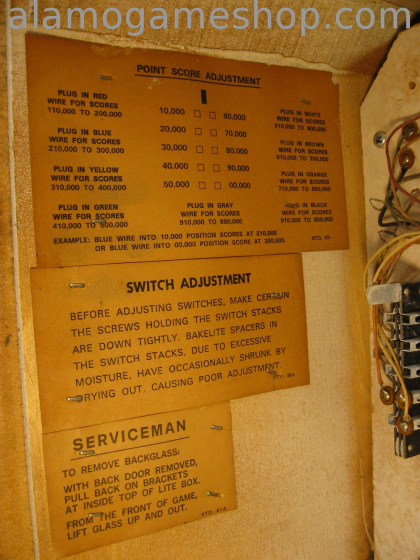 alamogameshop.com
POINT SCORE ADJUSTMENT
PLUG IN RED
WIRE FOR SCORES
110,000 TO 200,000
PLUG IN BLUE
WIRE FOR SCORES
210,000 TO 300,000
PLUG IN YELLOW
WIRE FOR SCORES
310,000 TO 400,000
PLUG IN GREEN
WIRE FOR SCORES
410,000 TO 500,000
10,000 60,000
20,000 70,000
30,000 80,000
40,000 90,000
50,000 00,000
PLUG IN GRAY
WIRE FOR SCORES
910,000 TO 990,000
PLUG IN WHITE
WIRE FOR SCORES
510,000 TO 600,000
PLUG IN BROWN
WIRE FOR SCORES
610,000 TO 700,000
PLUG IN ORANGE
WIRE FOR SCORES
710,000 TO 800,000
PLUG IN BLACK
WIRE FOR SCORES
810,000 TO 900,000
EXAMPLE: BLUE WIRE INTO 10,000 POSITION SCORES AT 210,000
OR BLUE WIRE INTO 00,000 POSITION SCORE AT 300,000
SWITCH ADJUSTMENT
BEFORE ADJUSTING SWITCHES, MAKE CERTAIN
THE SCREWS HOLDING THE SWITCH STACKS
ARE DOWN TIGHTLY. BAKELITE SPACERS IN
THE SWITCH STACKS, DUE TO EXCESSIVE
MOISTURE, HAVE OCCASIONALLY SHRUNK BY
DRYING OUT, CAUSING POOR ADJUSTMENT.
SERVICEMAN
TO REMOVE BACKGLASS:
WITH BACK DOOR REMOVED,
PULL BACK ON BRACKETS
AT INSIDE TOP OF LITE BOX.
FROM THE FRONT OF GAME,
LIFT GLASS UP AND OUT.